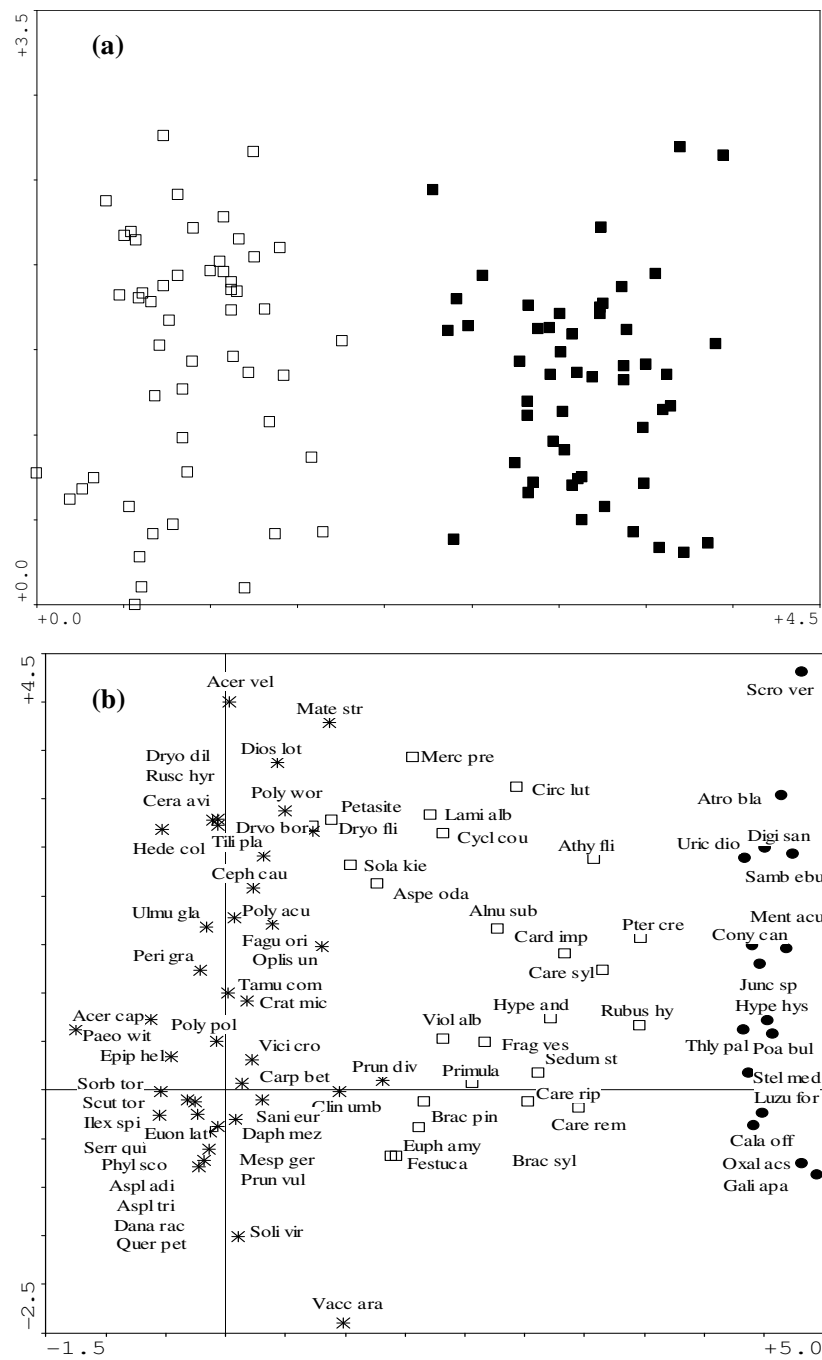 +3.5
(a)
+0.0
+0.0
+4.5
+4.5
(b)
Acer vel
Scro ver
Mate str
Dryo dil
Dios lot
Merc pre
Rusc hyr
Circ lut
Cera avi
Poly wor
Petasite
Lami alb
Atro bla
Drvo bor
Dryo fli
Hede col
Tili pla
Cycl cou
Athy fli
Uric dio
Digi san
Ceph cau
Sola kie
Samb ebu
Aspe oda
Ulmu gla
Poly acu
Alnu sub
Ment acu
Fagu ori
Card imp
Pter cre
Cony can
Peri gra
Oplis un
Care syl
Tamu com
Junc sp
Crat mic
Hype and
Rubus hy
Hype hys
Acer cap
Poly pol
Viol alb
Paeo wit
Frag ves
Thly pal
Poa bul
Epip hel
Vici cro
Sedum st
Sorb tor
Carp bet
Prun div
Primula
Stel med
Scut tor
Clin umb
Care rip
Luzu for
Ilex spi
Sani eur
Brac pin
Care rem
Euon lat
Daph mez
Cala off
Serr qui
Euph amy
Phyl sco
Mesp ger
Festuca
Brac syl
Oxal acs
Aspl adi
Prun vul
Gali apa
Aspl tri
Dana rac
Quer pet
Soli vir
-2.5
Vacc ara
-1.5
+5.0